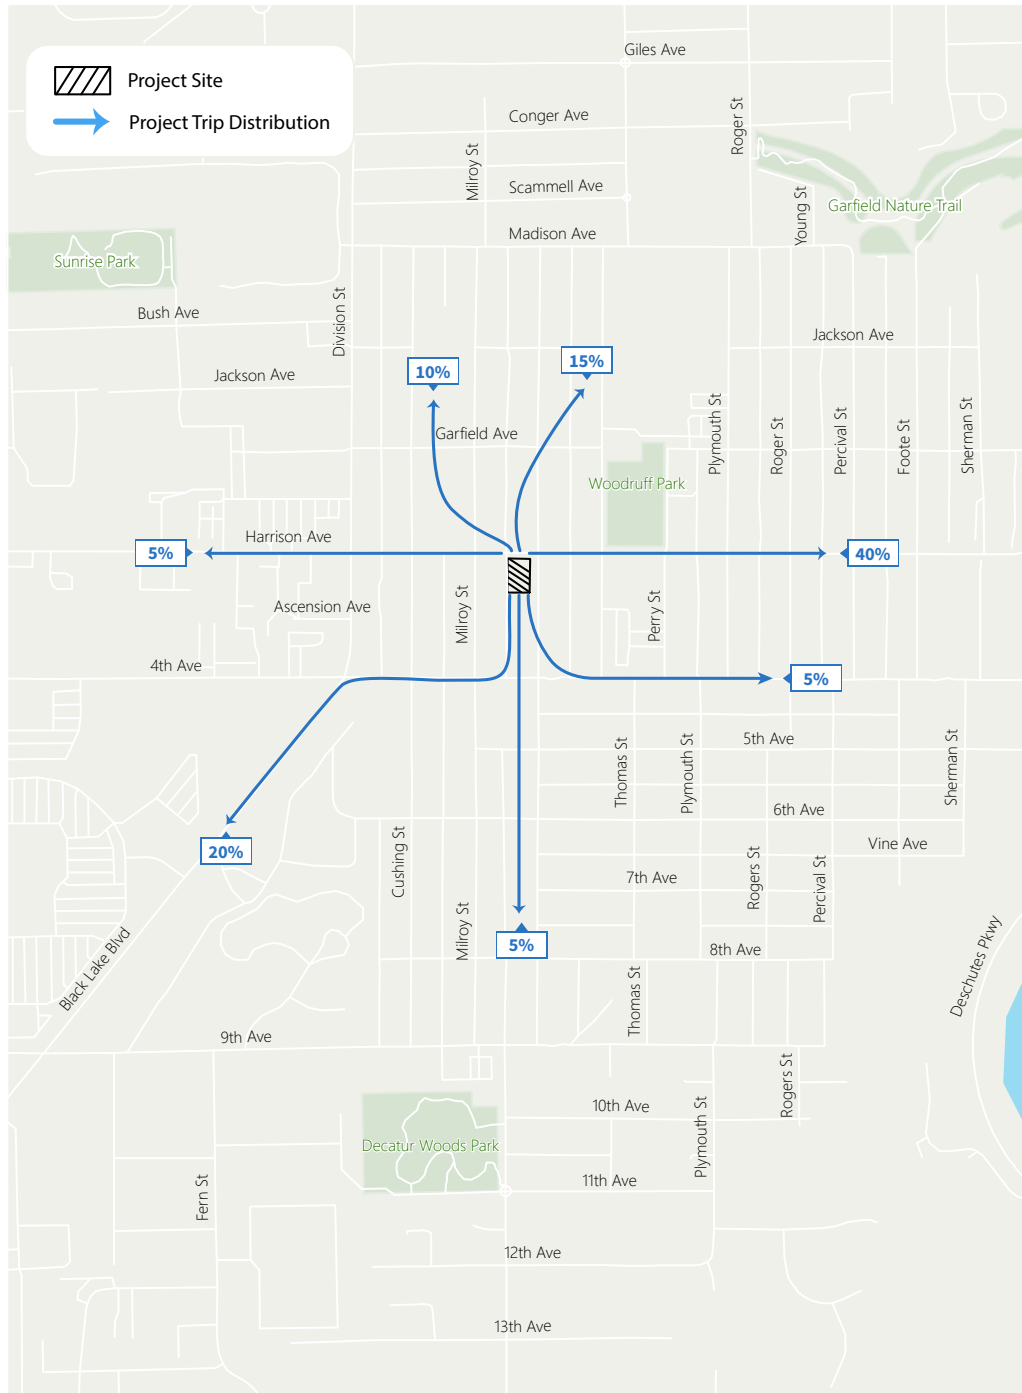 Giles Ave
Project Site
Project Trip Distribution
Conger Ave
Roger St
Milroy St
Scammell Ave
Young St
Garfield Nature Trail
Madison Ave
Sunrise Park
Bush Ave
Division St
Jackson Ave
15%
10%
Jackson Ave
Garfield Ave
Plymouth St
Roger St
Percival St
Foote St
Sherman St
Woodruff Park
Harrison Ave
5%
40%
Ascension Ave
Milroy St
Perry St
4th Ave
5%
5th Ave
Thomas St
Plymouth St
Sherman St
6th Ave
Vine Ave
20%
Cushing St
7th Ave
Rogers St
Percival St
Milroy St
5%
8th Ave
Black Lake Blvd
Deschutes Pkwy
Thomas St
9th Ave
Rogers St
10th Ave
Plymouth St
Decatur Woods Park
11th Ave
Fern St
12th Ave
13th Ave